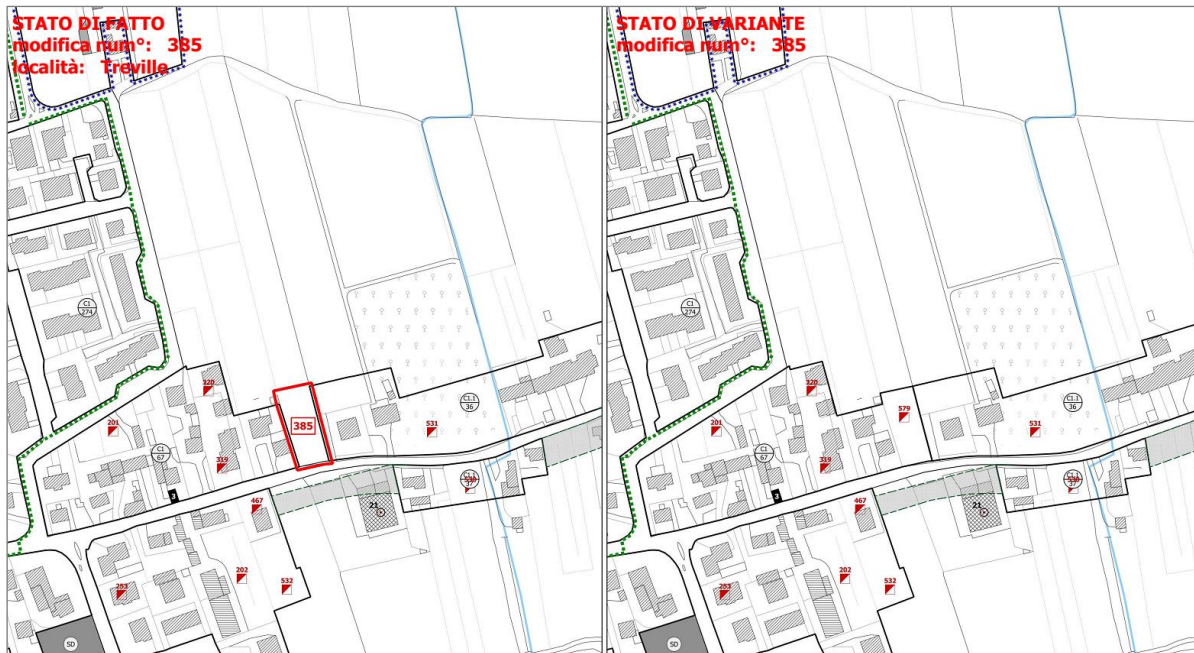 STATO DI FATTO
modifica num°: 385
località: Treville
C1
274
320
201
C1
67
319
385
C1.1
36
531
3
467
21
C1.1
37
202
532
253
SD
STATO DI VARIANTE
modifica num°: 385
C1
274
320
201
579
C1
67
319
C1.1
36
531
3
467
21
37
202
532
253
SD